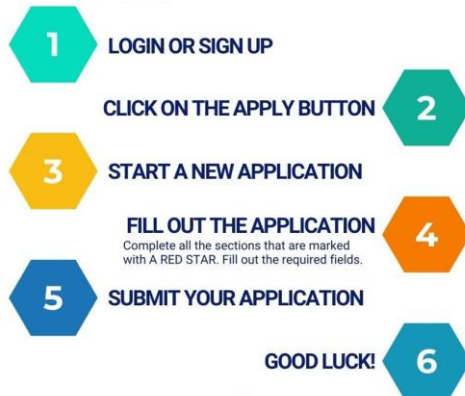 1 LOGIN OR SIGN UP
CLICK ON THE APPLY BUTTON 2
3 START A NEW APPLICATION
FILL OUT THE APPLICATION 4
Complete all the sections that are marked
with A RED STAR. Fill out the required fields.
5 SUBMIT YOUR APPLICATION
GOOD LUCK! 6